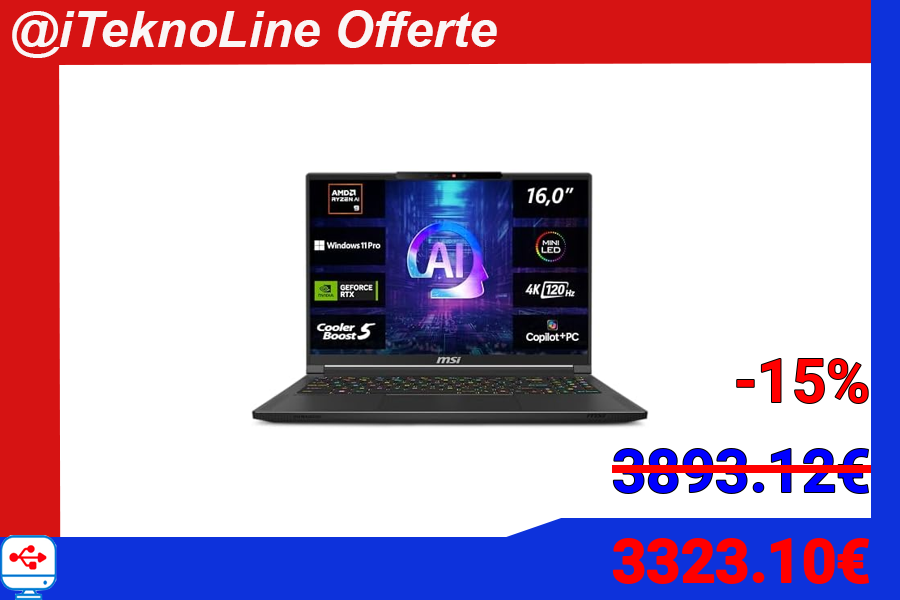 @iTeknoLine Offerte
AMD
RYZEN AI
9
16,0”
Windows 11 Pro
AI
MINI
LED
NVIDIA
GEFORCE
RTX
4K 120Hz
Cooler
Boost 5
Copilot+PC
msi
-15%
3893.12€
3323.10€